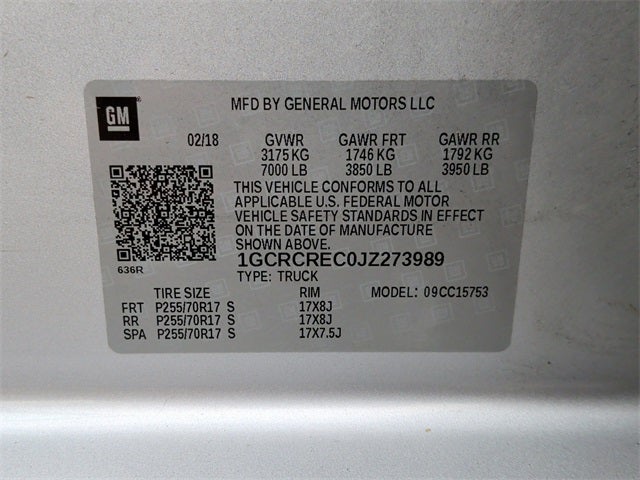 GM
MFD BY GENERAL MOTORS LLC
02/18 GVWR GAWR FRT GAWR RR
3175 KG 1746 KG 1792 KG
7000 LB 3850 LB 3950 LB
THIS VEHICLE CONFORMS TO ALL
APPLICABLE U.S. FEDERAL MOTOR
VEHICLE SAFETY STANDARDS IN EFFECT
ON THE DATE OF MANUFACTURE
SHOWN ABOVE.
636R
1GCRCREC0JZ273989
TYPE: TRUCK
TIRE SIZE RIM MODEL: 09CC15753
FRT P255/70R17 S 17X8J
RR P255/70R17 S 17X8J
SPA P255/70R17 S 17X7.5J